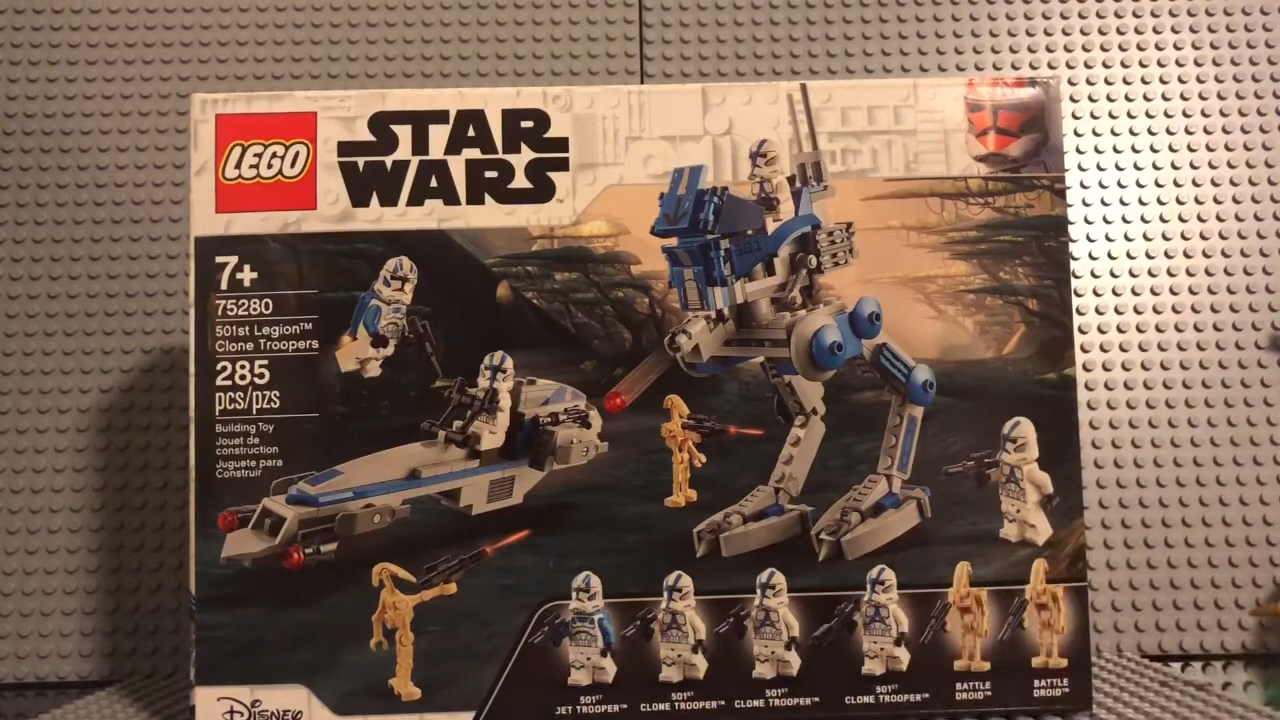 LEGO
STAR
WARS™
7+
75280
501st Legion™
Clone Troopers
285
pcs/pzs
Building Toy
Jouet de
construction
Juguete para
Construir
501ST
JET TROOPER™
501ST
CLONE TROOPER™
501ST
CLONE TROOPER™
501ST
CLONE TROOPER™
BATTLE
DROID™
BATTLE
DROID™
DISNEY